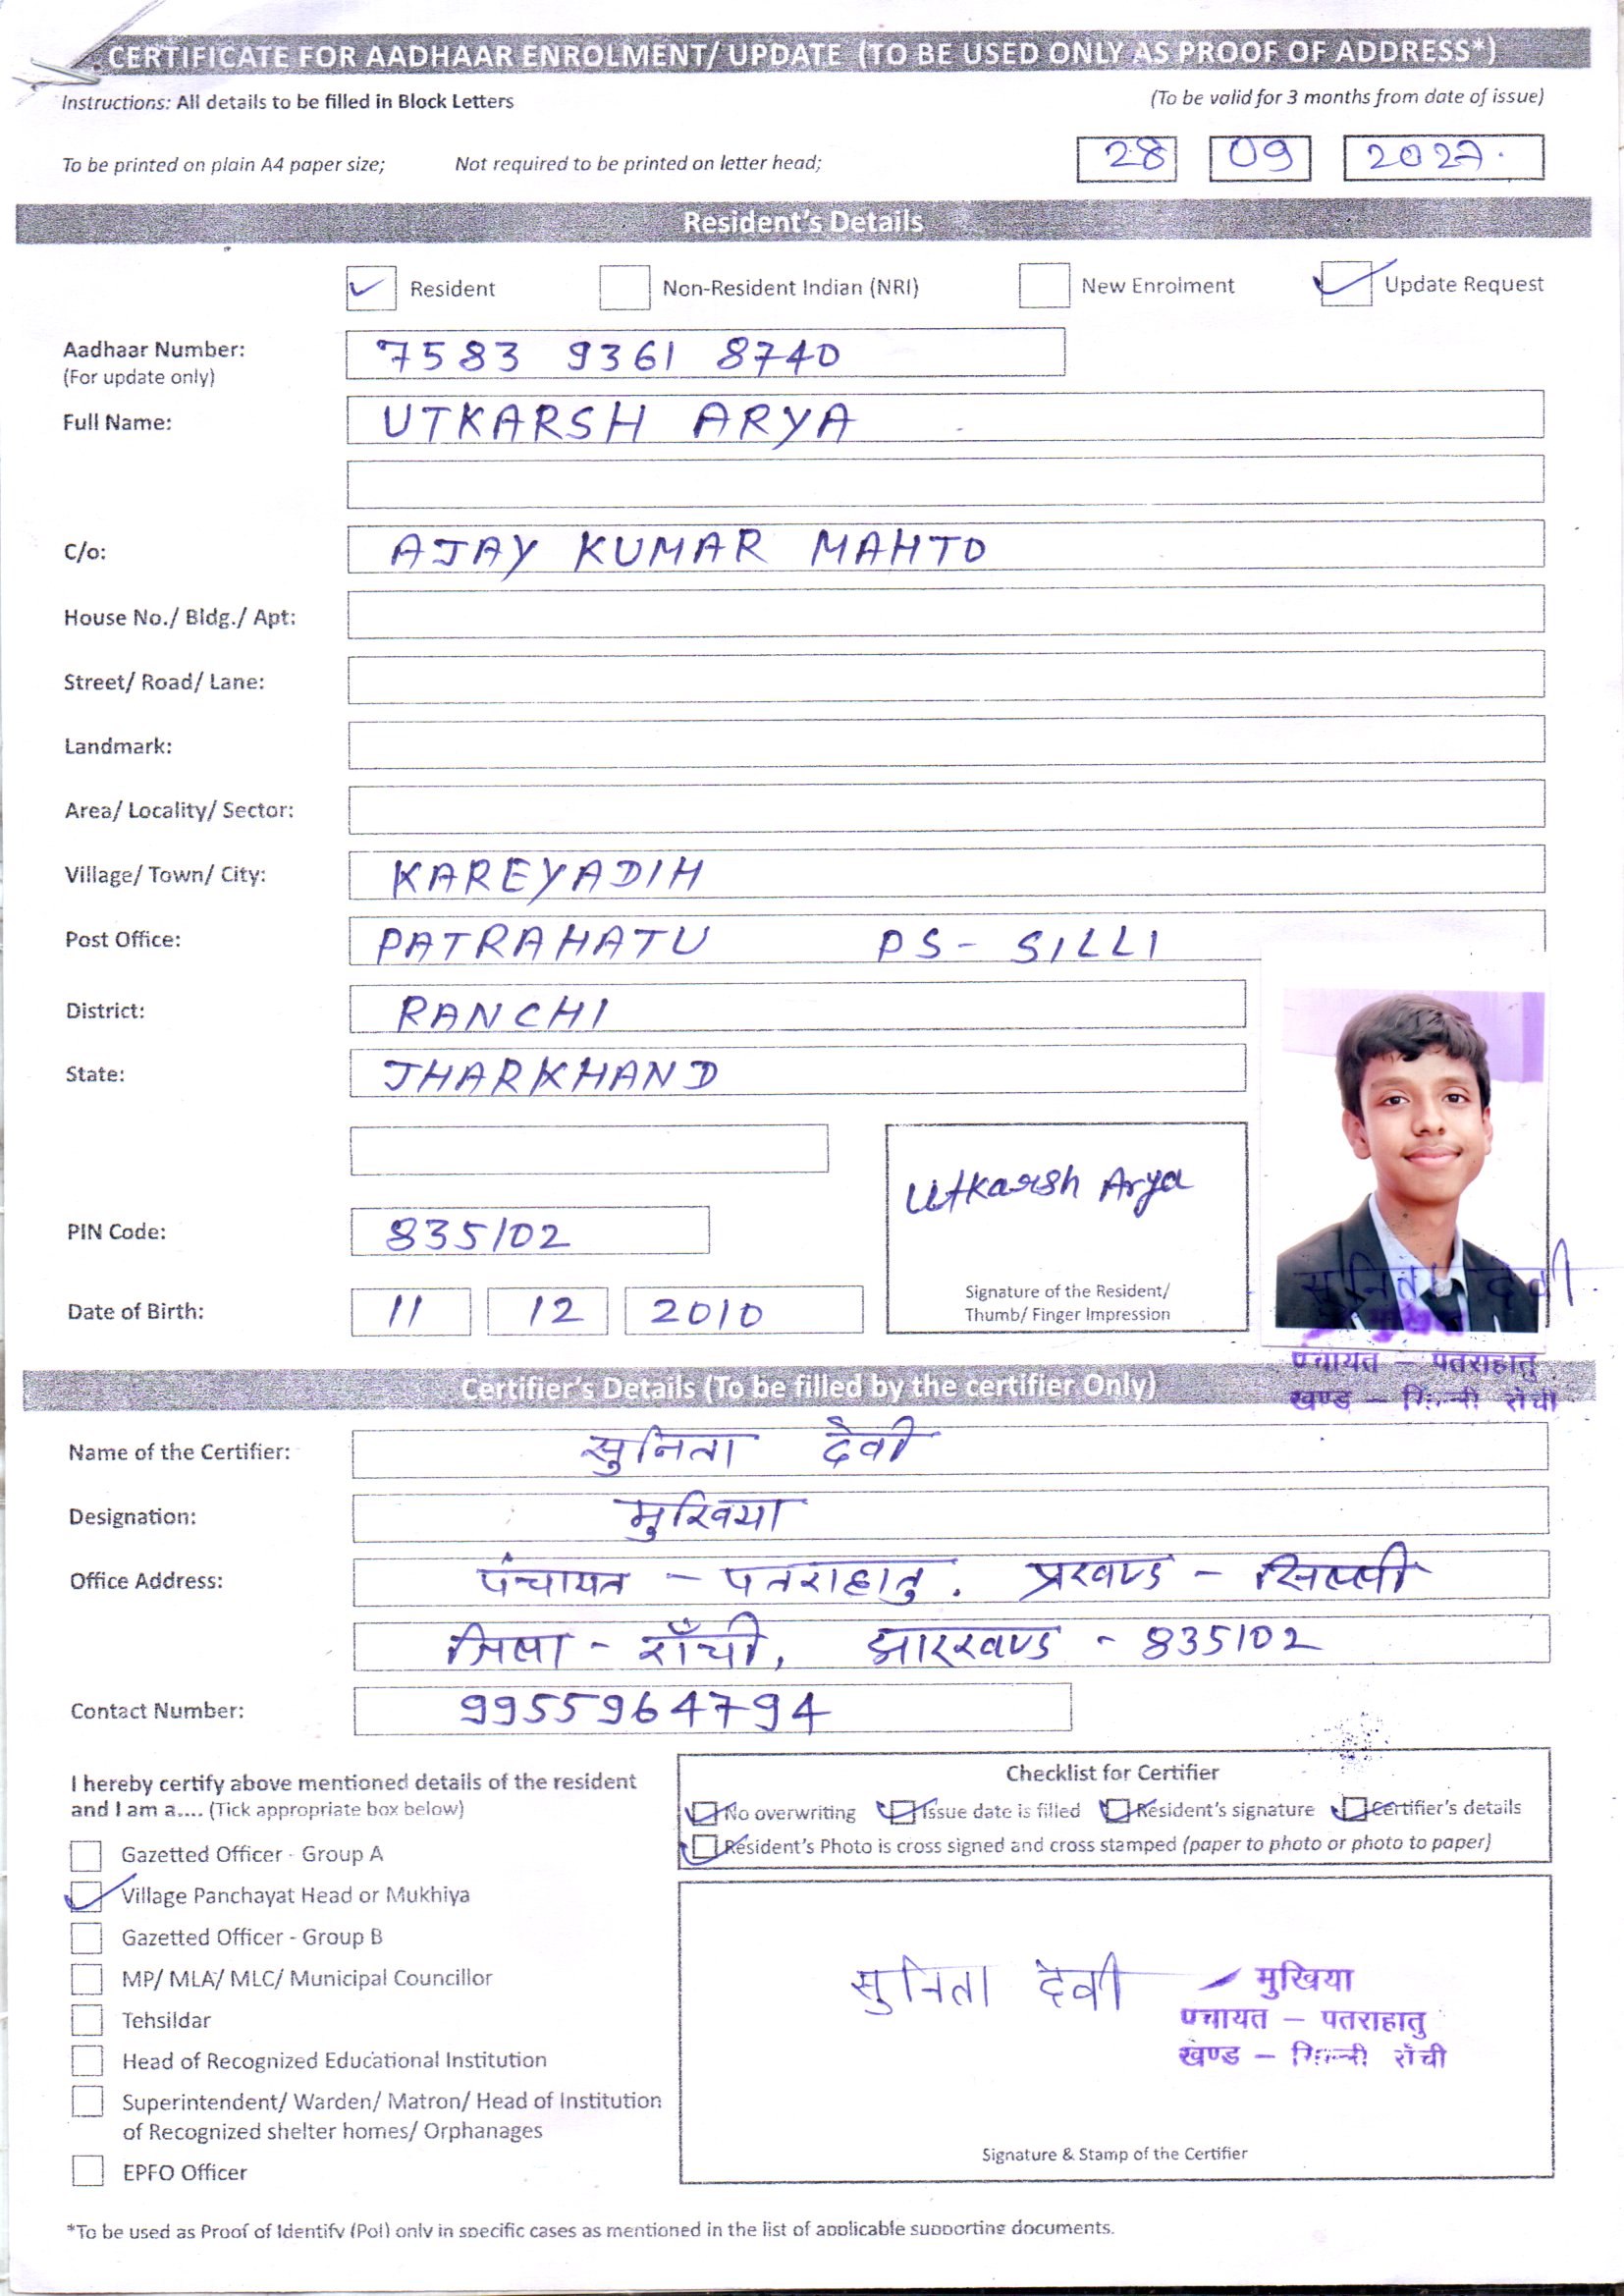 CERTIFICATE FOR AADHAAR ENROLMENT/ UPDATE (TO BE USED ONLY AS PROOF OF ADDRESS*)
Instructions: All details to be filled in Block Letters
(To be valid for 3 months from date of issue)
To be printed on plain A4 paper size; Not required to be printed on letter head;
28 09
Resident's Details
Resident Non-Resident Indian (NRI) New Enrolment Update Request
Aadhaar Number: 7583 9361 8740
(For update only)
Full Name: UTKARSH ARYA
C/o: AJAY KUMAR MAHTO
House No./ Bldg./ Apt:
Street/ Road/ Lane:
Landmark:
Area/ Locality/ Sector:
Village/ Town/ City: KAREYADIH
Post Office: PATRAHATU PS- SILLI
District: RANCHI
State: JHARKHAND
Utkarsh Arya
PIN Code: 835102
Signature of the Resident/
Thumb/ Finger Impression
Date of Birth: 11 12 2010
सुनिता देवी
पंचायत – पतराहातु
खण्ड – राँची
Certifier's Details (To be filled by the certifier Only)
Name of the Certifier: सुनिता देवी
Designation: मुखिया
Office Address: पंचायत - पतराहातु. प्रखण्ड - सिल्ली
जिला - राँची, झारखण्ड - 835102
Contact Number: 9955964794
I hereby certify above mentioned details of the resident
and I am a.... (Tick appropriate box below)
Gazetted Officer - Group A
Village Panchayat Head or Mukhiya
Gazetted Officer - Group B
MP/ MLA/ MLC/ Municipal Councillor
Tehsildar
Head of Recognized Educational Institution
Superintendent/ Warden/ Matron/ Head of Institution
of Recognized shelter homes/ Orphanages
EPFO Officer
Checklist for Certifier
No overwriting Issue date is filled Resident's signature Certifier's details
Resident's Photo is cross signed and cross stamped (paper to photo or photo to paper)
सुनिता देवी
मुखिया
पंचायत – पतराहातु
खण्ड – राँची
Signature & Stamp of the Certifier
*To be used as Proof of Identify (PoI) only in specific cases as mentioned in the list of applicable supporting documents.